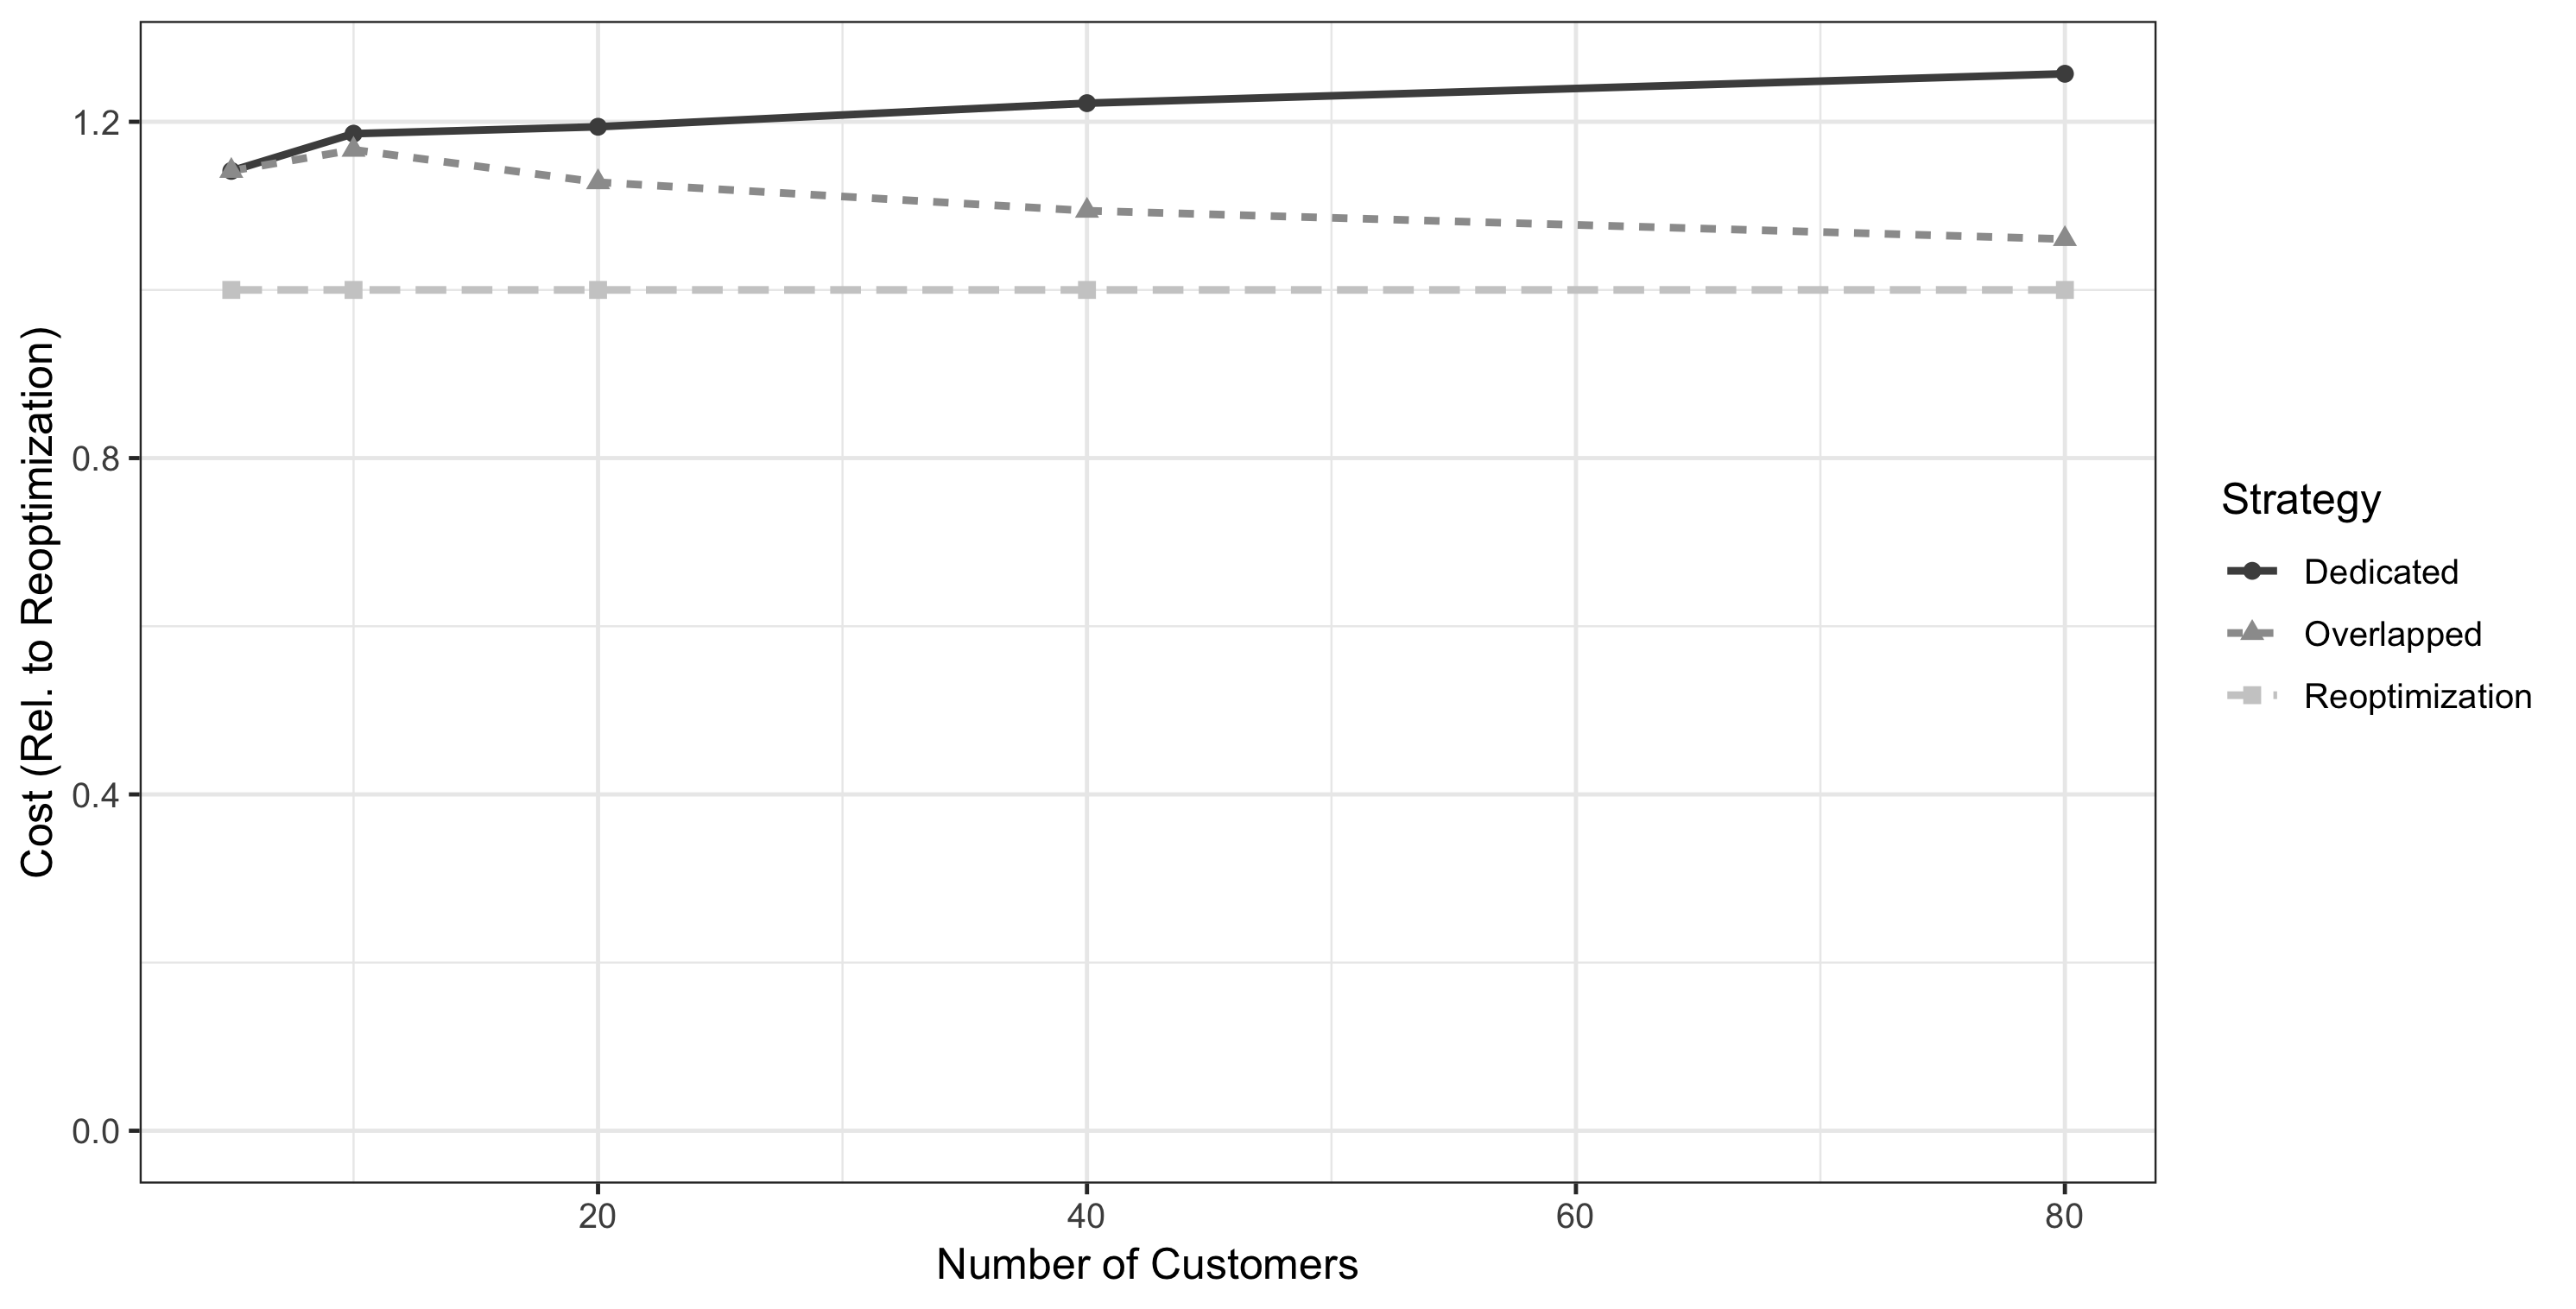 Cost (Rel. to Reoptimization)
1.2
0.8
0.4
0.0
20
40
60
80
Number of Customers
Strategy
Dedicated
Overlapped
Reoptimization